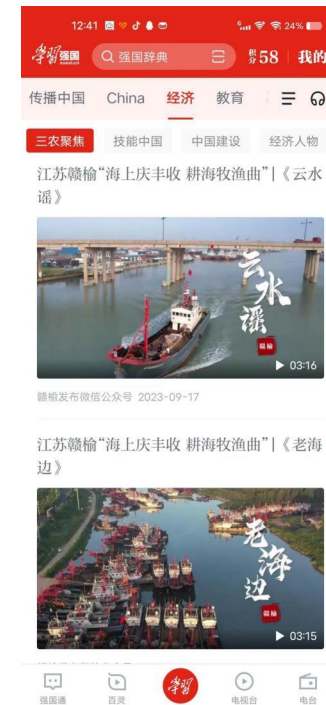 12:41
24%
学习强国
强国辞典
积分 58
我的
传播中国 China 经济 教育
三农聚焦 技能中国 中国建设 经济人物
江苏赣榆“海上庆丰收 耕海牧渔曲”|《云水
谣》
云水谣
赣榆
03:16
赣榆发布微信公众号 2023-09-17
江苏赣榆“海上庆丰收 耕海牧渔曲”|《老海
边》
老海边
赣榆
03:15
强国通 百灵 学习 电视台 电台